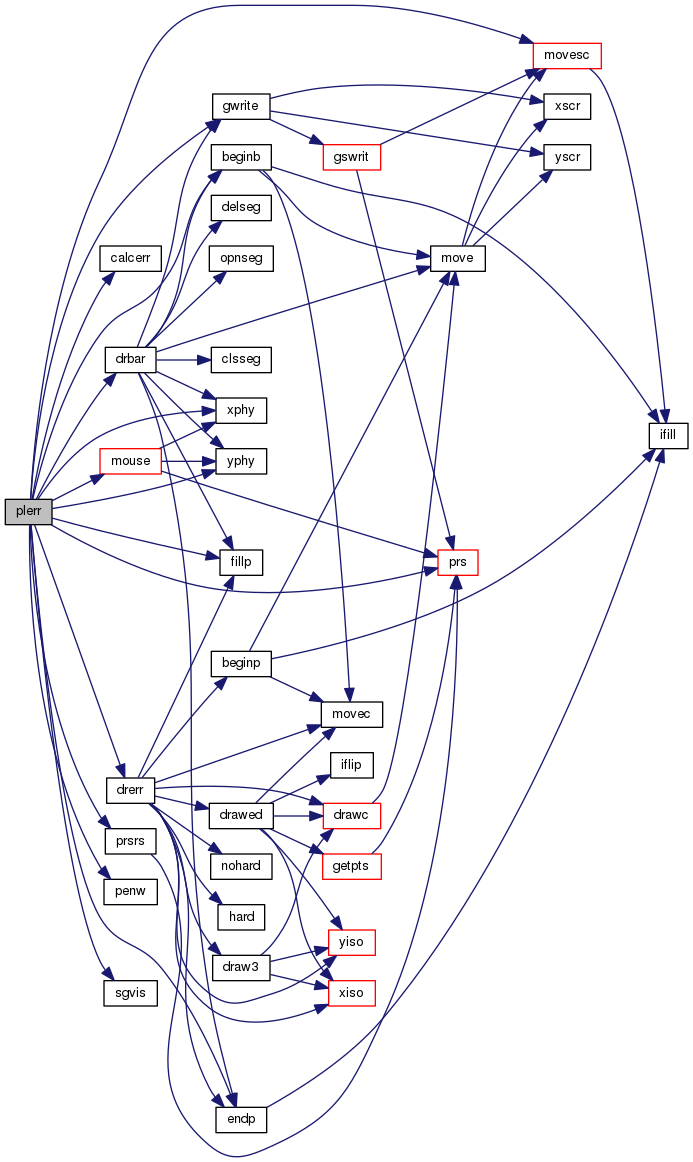 movesc
gwrite
xscr
beginb
gswrit
yscr
delseg
calcerr
opnseg
move
drbar
clsseg
xphy
ifill
mouse
yphy
plerr
fillp
prs
beginp
movec
iflip
drerr
drawed
drawc
prsrs
nohard
getpts
penw
hard
yiso
draw3
sgvis
xiso
endp